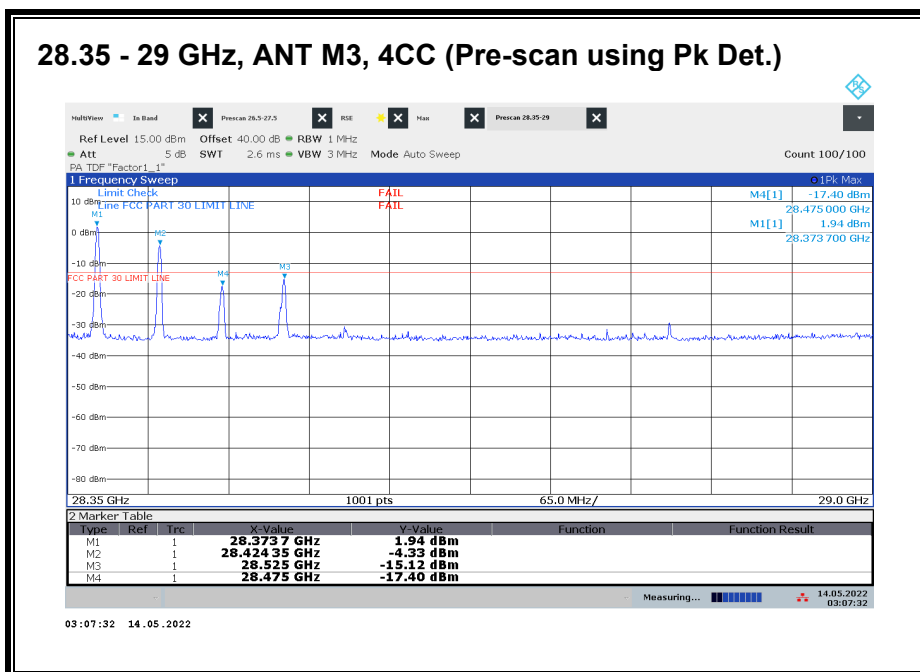 28.35 - 29 GHz, ANT M3, 4CC (Pre-scan using Pk Det.)
R&S
MultiView In Band X Prescan 26.5-27.5 X RSE X Max X Prescan 28.35-29 X
Ref Level 15.00 dBm Offset 40.00 dB RBW 1 MHz
Att 5 dB SWT 2.6 ms VBW 3 MHz Mode Auto Sweep Count 100/100
PA TDF "Factor1_1"
1 Frequency Sweep 1Pk Max
Limit Check FAIL M4[1] -17.40 dBm
10 dBm
Line FCC PART 30 LIMIT LINE FAIL 28.475 000 GHz
M1 M1[1] 1.94 dBm
0 dBm M2 28.373 700 GHz
-10 dBm M4 M3
FCC PART 30 LIMIT LINE
-20 dBm
-30 dBm
-40 dBm
-50 dBm
-60 dBm
-70 dBm
-80 dBm
28.35 GHz 1001 pts 65.0 MHz/ 29.0 GHz
2 Marker Table
Type Ref Trc X-Value Y-Value Function Function Result
M1 1 28.373 7 GHz 1.94 dBm
M2 1 28.424 35 GHz -4.33 dBm
M3 1 28.525 GHz -15.12 dBm
M4 1 28.475 GHz -17.40 dBm
Measuring... 14.05.2022
03:07:32
03:07:32 14.05.2022